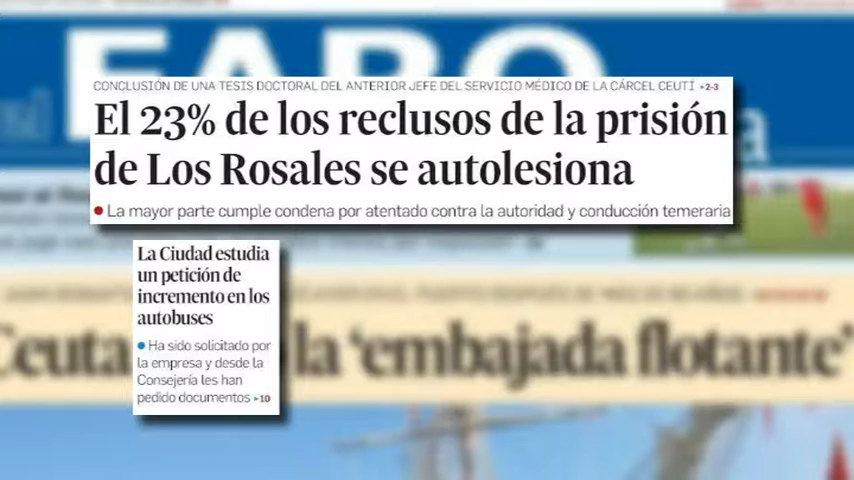 FARO
CONCLUSIÓN DE UNA TESIS DOCTORAL DEL ANTERIOR JEFE DEL SERVICIO MÉDICO DE LA CÁRCEL CEUTÍ ▸2-3
El 23% de los reclusos de la prisión
de Los Rosales se autolesiona
● La mayor parte cumple condena por atentado contra la autoridad y conducción temeraria
La Ciudad estudia
un petición de
incremento en los
autobuses
● Ha sido solicitado por
la empresa y desde la
Consejería les han
pedido documentos ▸10
Ceuta la ‘embajada flotante’